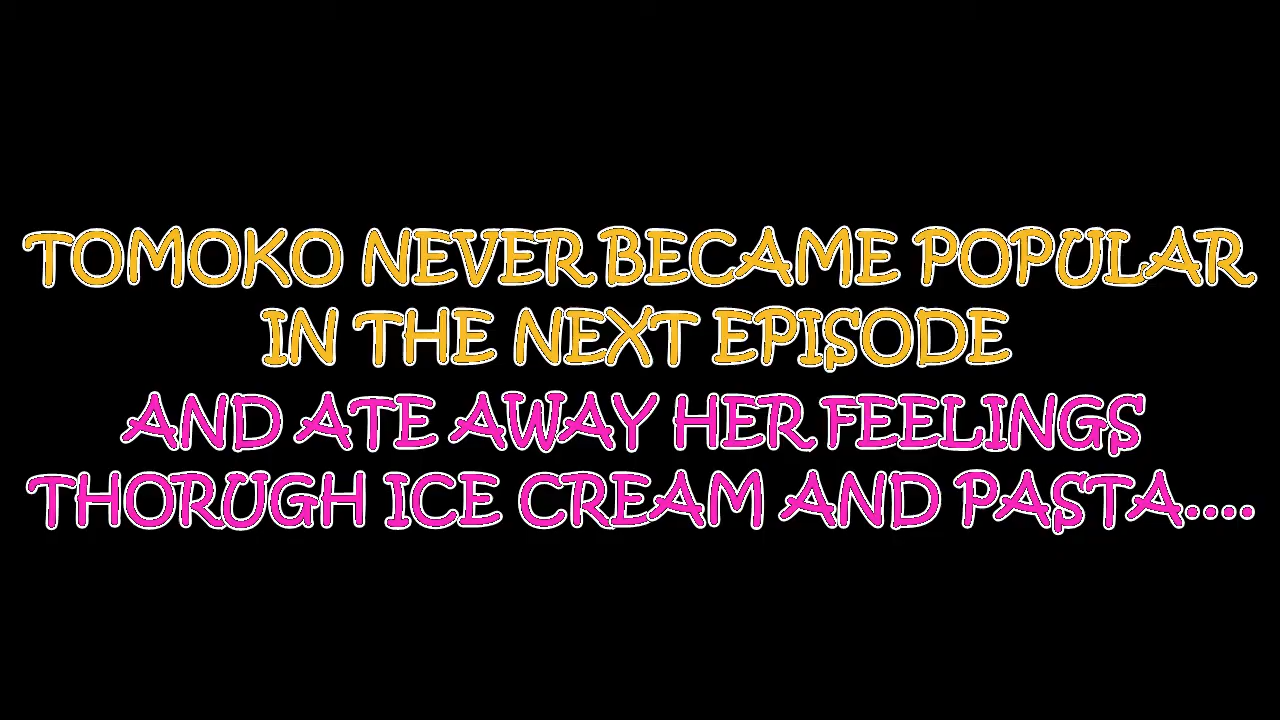 TOMOKO NEVER BECAME POPULAR
IN THE NEXT EPISODE
AND ATE AWAY HER FEELINGS
THORUGH ICE CREAM AND PASTA....